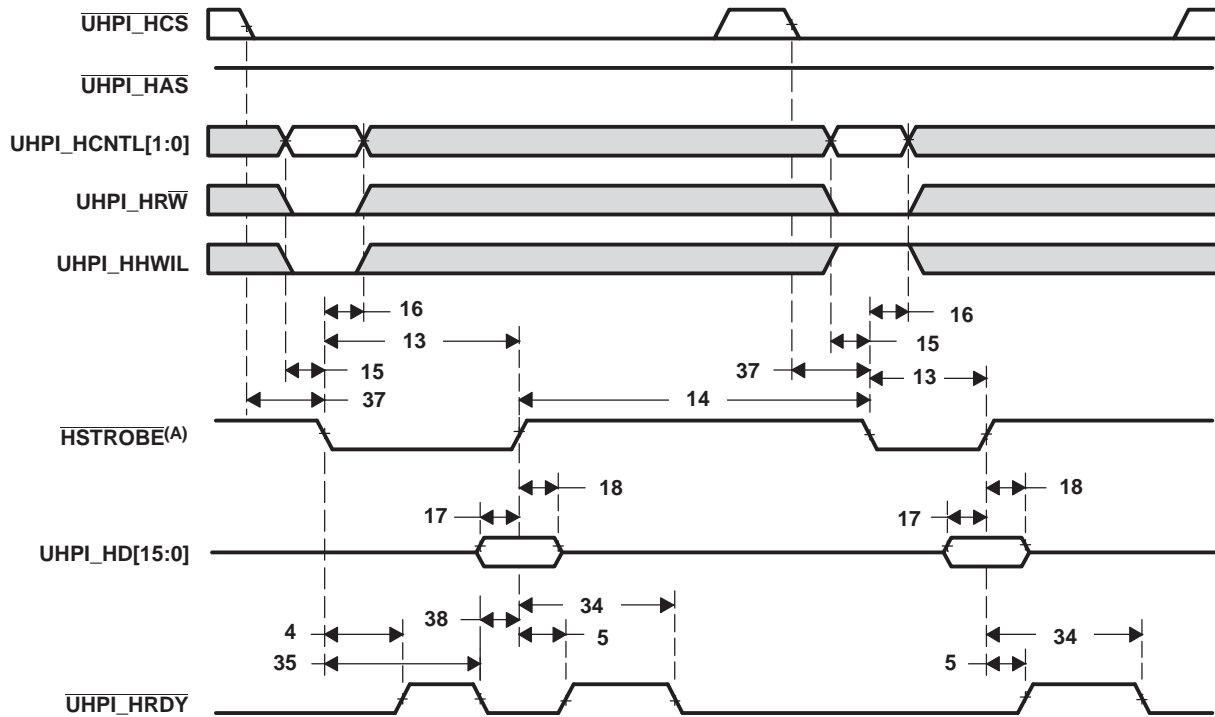 UHPI_HCS
UHPI_HAS
UHPI_HCNTL[1:0]
UHPI_HRW
UHPI_HHWIL
16
16
13
15
15
37
13
37
14
HSTROBE(A)
18
18
17
17
UHPI_HD[15:0]
34
38
4
5
34
35
5
UHPI_HRDY